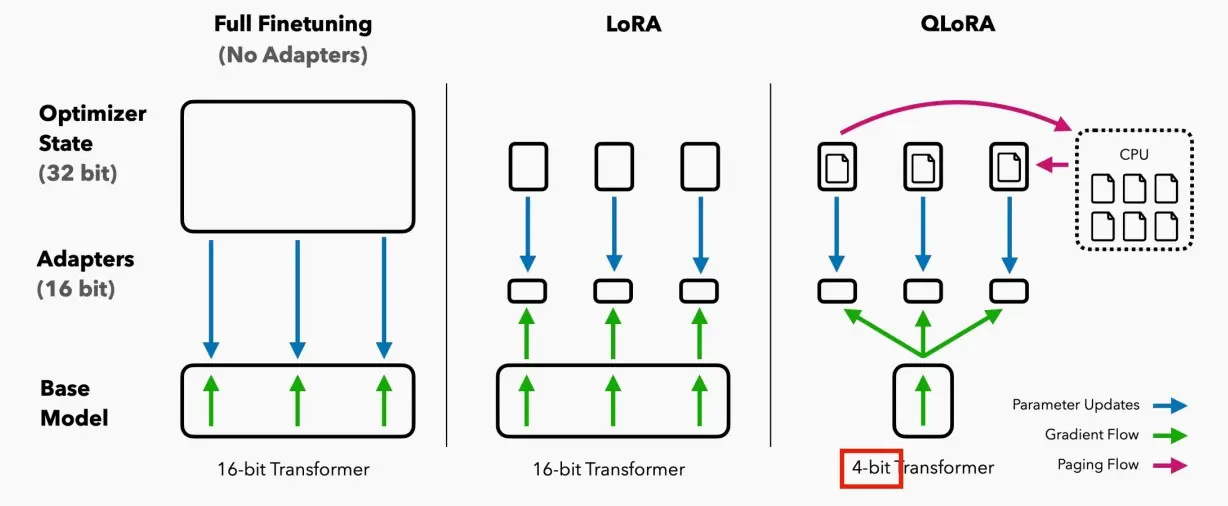 Full Finetuning
(No Adapters)
LoRA
QLoRA
Optimizer
State
(32 bit)
CPU
Adapters
(16 bit)
Base
Model
Parameter Updates
Gradient Flow
Paging Flow
16-bit Transformer
16-bit Transformer
4-bit Transformer